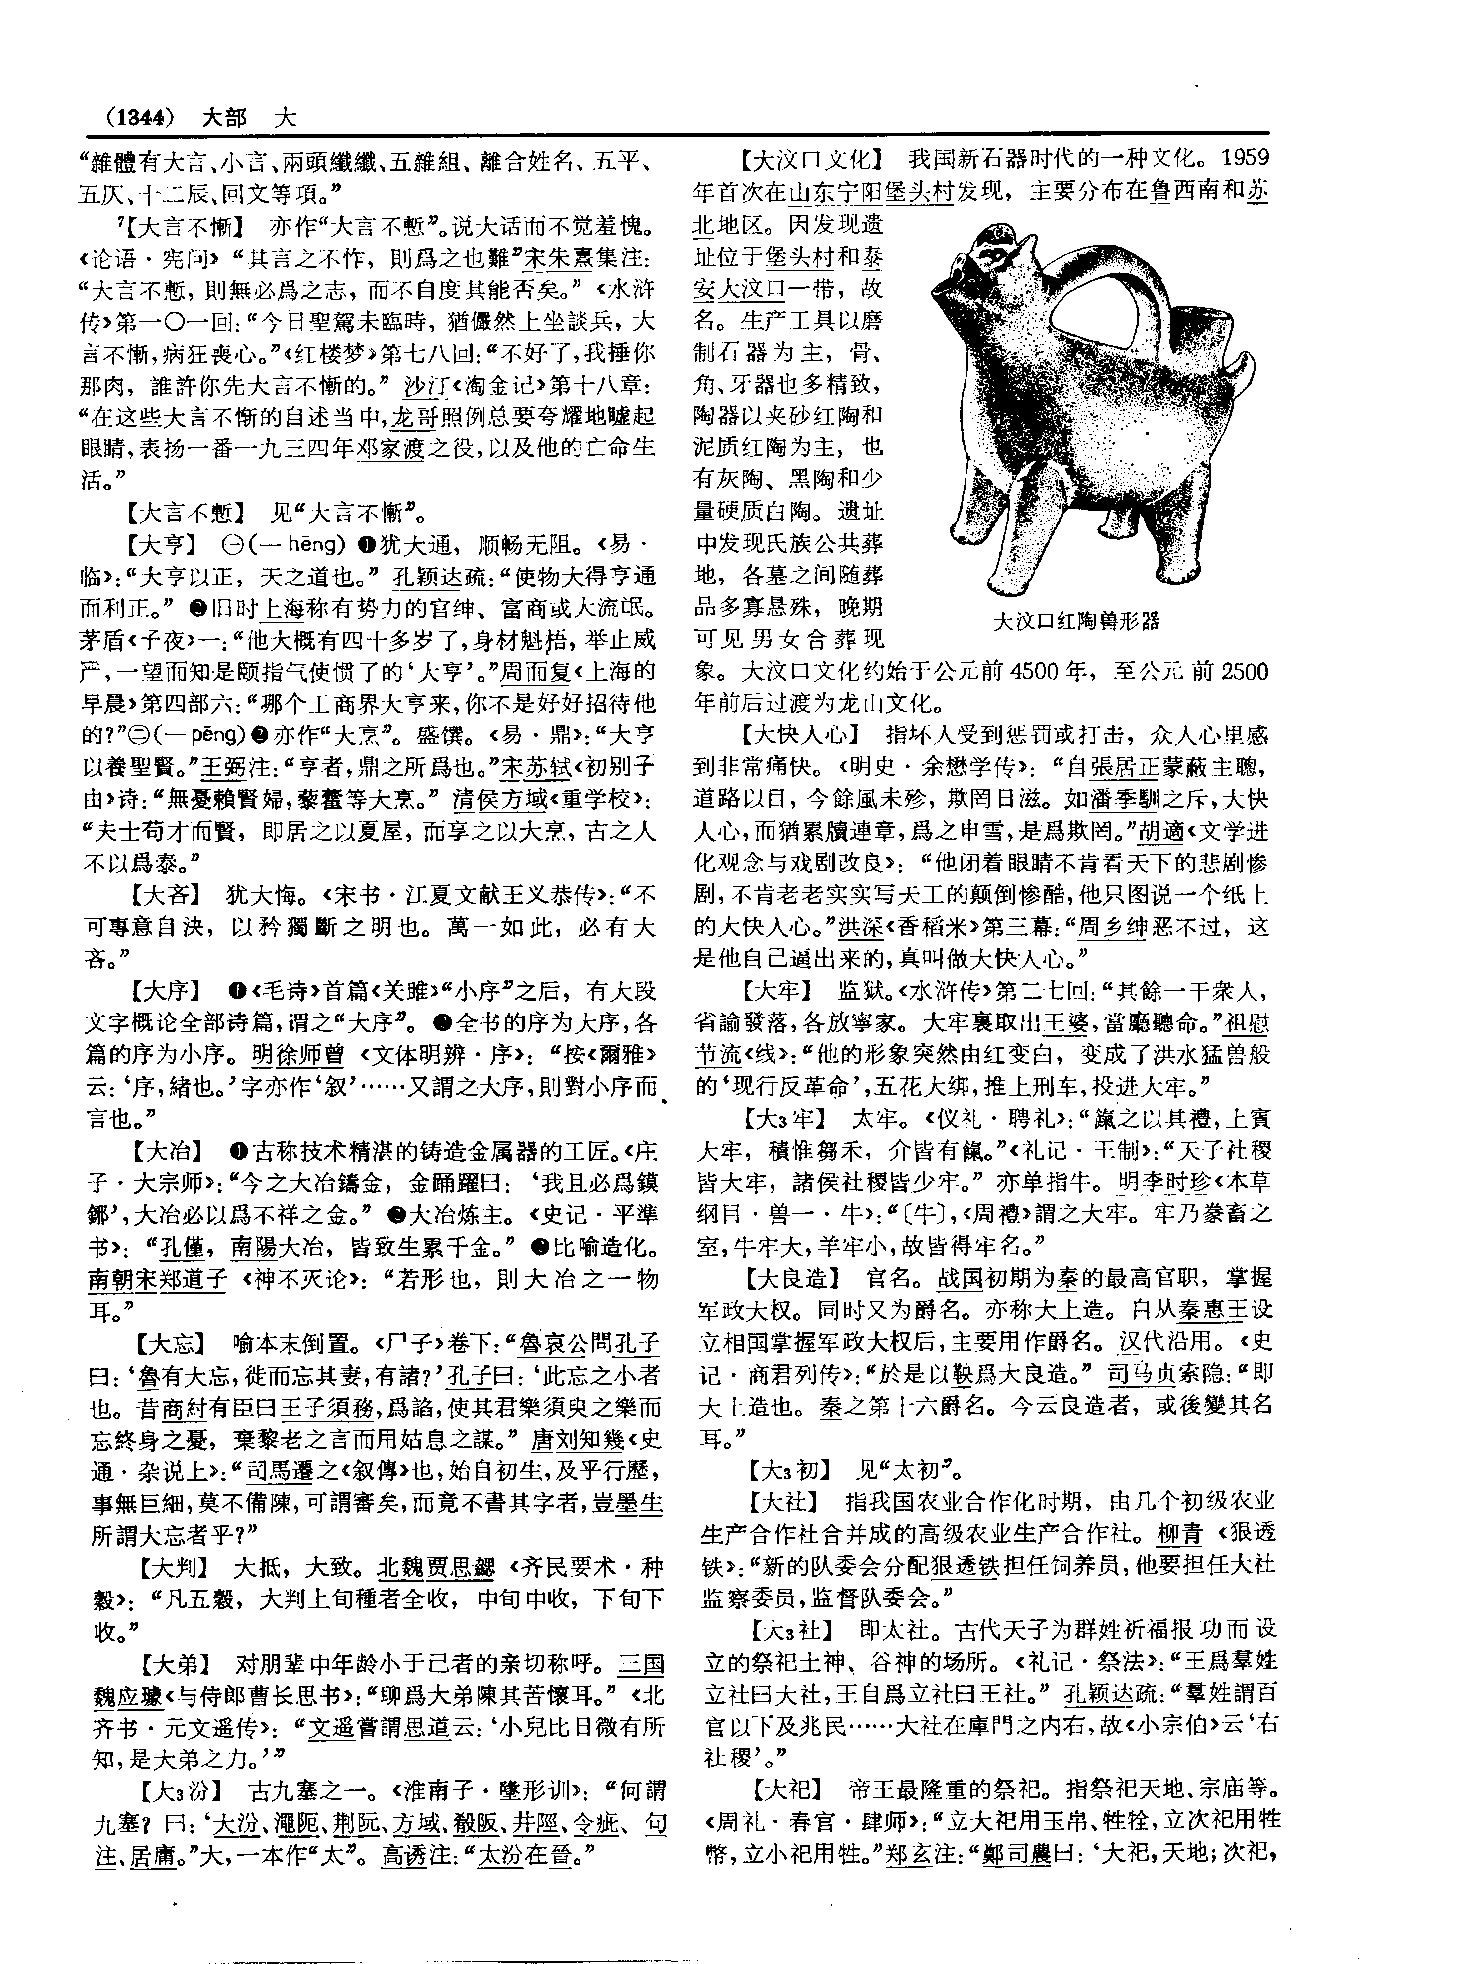 （1344） 大部 大
“雜體有大言、小言、兩頭纖纖、五雜組、離合姓名、五平、
五仄、十二辰、回文等項。”
【大言不慚】 亦作“大言不慙”。说大话而不觉羞愧。
《论语·宪问》“其言之不怍，則爲之也難”宋朱熹集注：
“大言不慙，則無必爲之志，而不自度其能否矣。”《水浒
传》第一〇一回：“今日聖駕未臨時，猶儼然上坐談兵，大
言不慚，病狂喪心。”《红楼梦》第七八回：“不好了，我捶你
那肉，誰許你先大言不慚的。” 沙汀《淘金记》第十八章：
“在这些大言不惭的自述当中，龙哥照例总要夸耀地嘘起
眼睛，表扬一番一九三四年邓家渡之役，以及他的亡命生
活。”
【大言不慙】 见“大言不慚”。
【大亨】 ㊀(一 hēng) ❶犹大通，顺畅无阻。《易·
临》：“大亨以正，天之道也。” 孔颖达疏：“使物大得亨通
而利正。” ❷旧时上海称有势力的官绅、富商或大流氓。
茅盾《子夜》一：“他大概有四十多岁了，身材魁梧，举止威
严，一望而知是颐指气使惯了的‘大亨’。”周而复《上海的
早晨》第四部六：“哪个工商界大亨来，你不是好好招待他
的？”㊁(一 pēng)❷亦作“大烹”。盛馔。《易·鼎》：“大亨
以養聖賢。”王弼注：“亨者，鼎之所爲也。”宋苏轼《初别子
由》诗：“無憂賴賢婦，藜藿等大烹。” 清侯方域《重学校》：
“夫士苟才而賢，即居之以夏屋，而享之以大烹，古之人
不以爲泰。”
【大吝】 犹大悔。《宋书·江夏文献王义恭传》：“不
可專意自決，以矜獨斷之明也。萬一如此，必有大
吝。”
【大序】 ❶《毛诗》首篇《关雎》“小序”之后，有大段
文字概论全部诗篇，谓之“大序”。 ❷全书的序为大序，各
篇的序为小序。明徐师曾《文体明辨·序》：“按《爾雅》
云：‘序，緒也。’字亦作‘叙’……又謂之大序，則對小序而
言也。”
【大冶】 ❶古称技术精湛的铸造金属器的工匠。《庄
子·大宗师》：“今之大冶鑄金，金踊躍曰：‘我且必爲鏌
鋣’，大冶必以爲不祥之金。” ❷大冶炼主。《史记·平準
书》：“孔僅，南陽大冶，皆致生累千金。” ❸比喻造化。
南朝宋郑道子《神不灭论》：“若形也，則大冶之一物
耳。”
【大忘】 喻本末倒置。《尸子》卷下：“魯哀公問孔子
曰：‘魯有大忘，徙而忘其妻，有諸？’孔子曰：‘此忘之小者
也。昔商紂有臣曰王子須務，爲諂，使其君樂須臾之樂而
忘終身之憂，棄黎老之言而用姑息之謀。” 唐刘知幾《史
通·杂说上》：“司馬遷之《叙傳》也，始自初生，及乎行歷，
事無巨細，莫不備陳，可謂審矣，而竟不書其字者，豈墨生
所謂大忘者乎？”
【大判】 大抵，大致。北魏贾思勰《齐民要术·种
穀》：“凡五穀，大判上旬種者全收，中旬中收，下旬下
收。”
【大弟】 对朋辈中年龄小于己者的亲切称呼。三国
魏应璩《与侍郎曹长思书》：“聊爲大弟陳其苦懷耳。”《北
齐书·元文遥传》：“文遥嘗謂思道云：‘小兒比日微有所
知，是大弟之力。’”
【大3汾】 古九塞之一。《淮南子·墬形训》：“何謂
九塞？曰：‘大汾、澠阨、荆阮、方城、殽阪、井陘、令疵、句
注、居庸。”大，一本作“太”。高诱注：“太汾在晉。”
【大汶口文化】 我国新石器时代的一种文化。1959
年首次在山东宁阳堡头村发现，主要分布在鲁西南和苏
北地区。因发现遗
址位于堡头村和泰
安大汶口一带，故
名。生产工具以磨
制石器为主，骨、
角、牙器也多精致，
陶器以夹砂红陶和
泥质红陶为主，也
有灰陶、黑陶和少
量硬质白陶。遗址
中发现氏族公共葬
地，各墓之间随葬
品多寡悬殊，晚期
可见男女合葬现
大汶口红陶兽形器
象。大汶口文化约始于公元前 4500 年，至公元前 2500
年前后过渡为龙山文化。
【大快人心】 指坏人受到惩罚或打击，众人心里感
到非常痛快。《明史·余懋学传》：“自張居正蒙蔽主聰，
道路以目，今餘風未殄，欺罔日滋。如潘季馴之斥，大快
人心，而猶累牘連章，爲之申雪，是爲欺罔。”胡適《文学进
化观念与戏剧改良》：“他闭着眼睛不肯看天下的悲剧惨
剧，不肯老老实实写天工的颠倒惨酷，他只图说一个纸上
的大快人心。”洪深《香稻米》第三幕：“周乡绅恶不过，这
是他自己逼出来的，真叫做大快人心。”
【大牢】 监狱。《水浒传》第二七回：“其餘一干衆人，
省諭發落，各放寧家。大牢裏取出王婆，當廳聽命。”祖慰
节流《线》：“他的形象突然由红变白，变成了洪水猛兽般
的‘现行反革命’，五花大绑，推上刑车，投进大牢。”
【大3牢】 太牢。《仪礼·聘礼》：“羸之以其禮，上賓
大牢，積惟芻禾，介皆有餼。”《礼记·王制》：“天子社稷
皆大牢，諸侯社稷皆少牢。” 亦单指牛。明李时珍《本草
纲目·兽一·牛》：“〔牛〕，《周禮》謂之大牢。牢乃豢畜之
室，牛牢大，羊牢小，故皆得牢名。”
【大良造】 官名。战国初期为秦的最高官职，掌握
军政大权。同时又为爵名。亦称大上造。自从秦惠王设
立相国掌握军政大权后，主要用作爵名。汉代沿用。《史
记·商君列传》：“於是以鞅爲大良造。” 司马贞索隐：“即
大上造也。秦之第十六爵名。今云良造者，或後變其名
耳。”
【大3初】 见“太初”。
【大社】 指我国农业合作化时期，由几个初级农业
生产合作社合并成的高级农业生产合作社。柳青《狠透
铁》：“新的队委会分配狠透铁担任饲养员，他要担任大社
监察委员，监督队委会。”
【大3社】 即太社。古代天子为群姓祈福报功而设
立的祭祀土神、谷神的场所。《礼记·祭法》：“王爲羣姓
立社曰大社，王自爲立社曰王社。” 孔颖达疏：“羣姓謂百
官以下及兆民……大社在庫門之内右，故《小宗伯》云‘右
社稷’。”
【大祀】 帝王最隆重的祭祀。指祭祀天地、宗庙等。
《周礼·春官·肆师》：“立大祀用玉帛、牲牷，立次祀用牲
幣，立小祀用牲。”郑玄注：“鄭司農曰：‘大祀，天地；次祀，